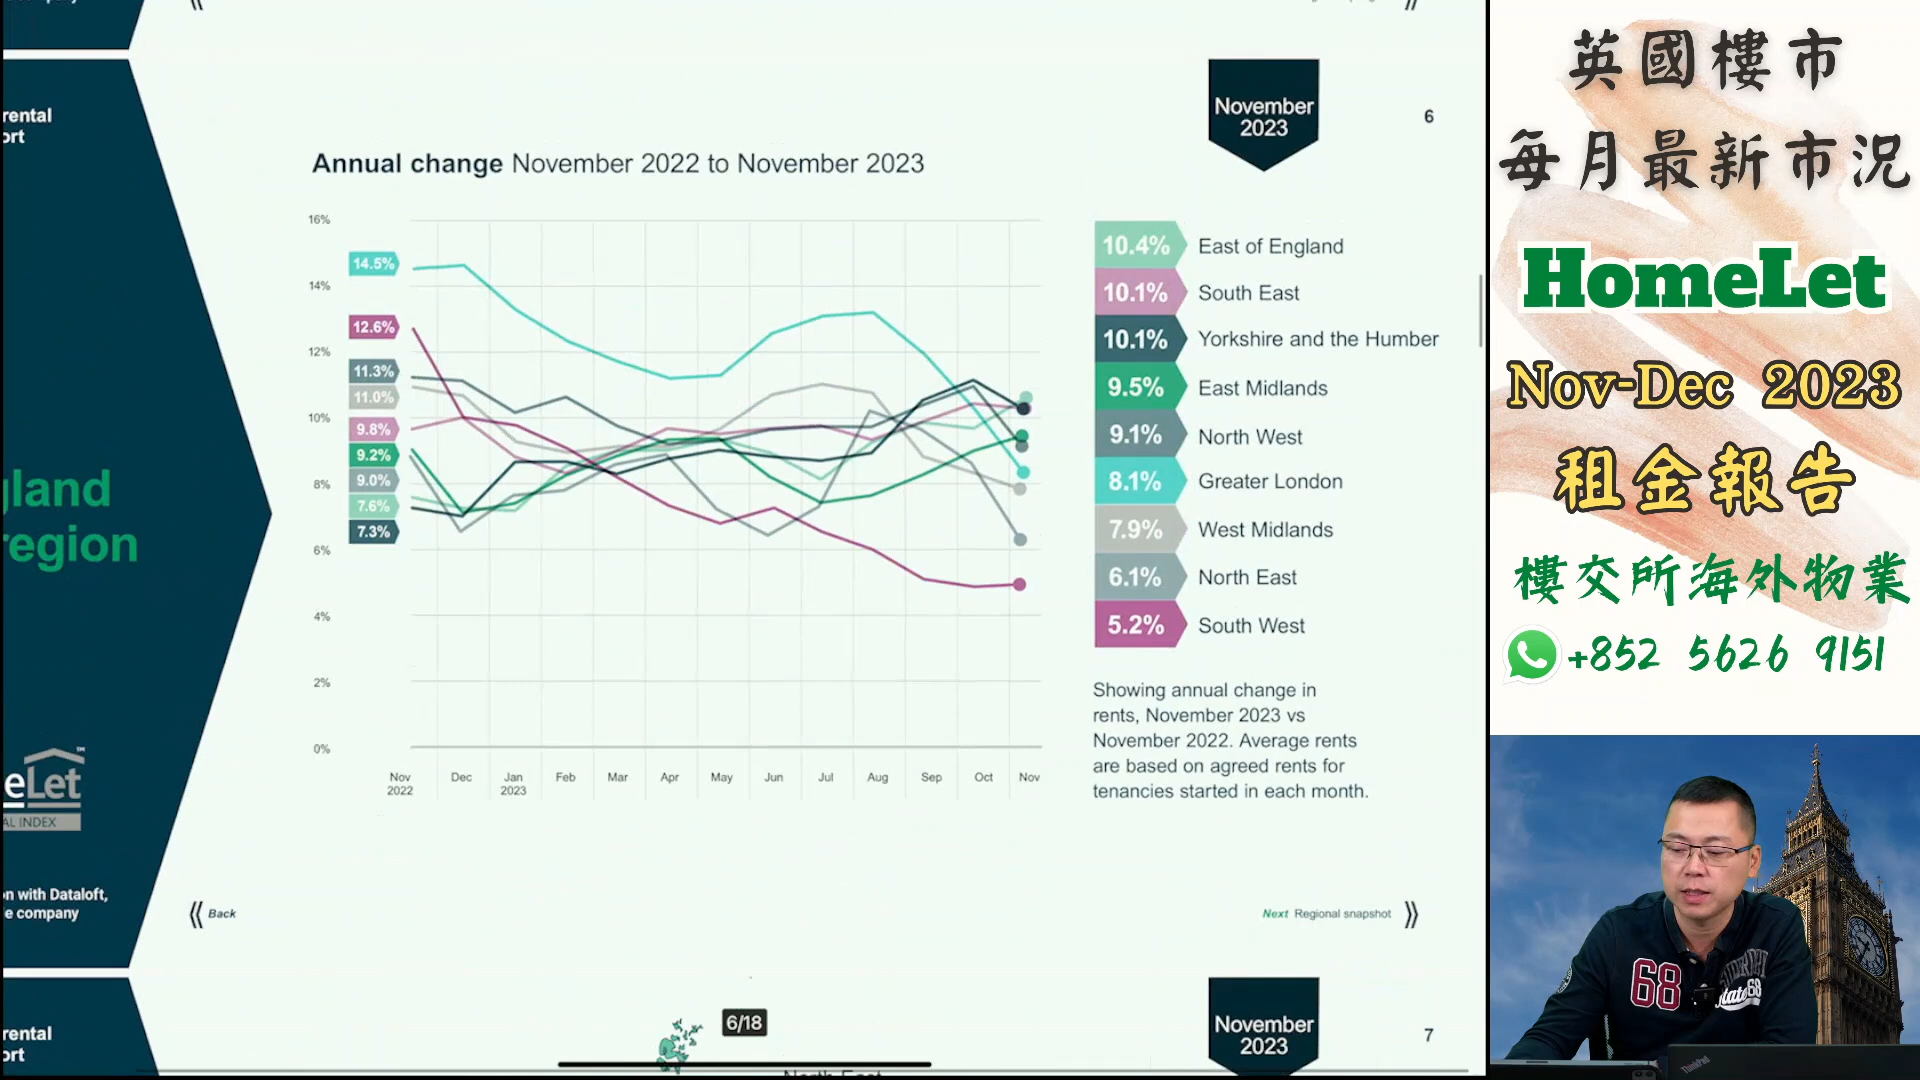 rental
ort
gland
region
eLet
AL INDEX
n with Dataloft,
e company
November
2023
6
Annual change November 2022 to November 2023
16%
14%
12%
10%
8%
6%
4%
2%
0%
14.5%
12.6%
11.3%
11.0%
9.8%
9.2%
9.0%
7.6%
7.3%
Nov
2022
Dec
Jan
2023
Feb
Mar
Apr
May
Jun
Jul
Aug
Sep
Oct
Nov
10.4% East of England
10.1% South East
10.1% Yorkshire and the Humber
9.5% East Midlands
9.1% North West
8.1% Greater London
7.9% West Midlands
6.1% North East
5.2% South West
Showing annual change in
rents, November 2023 vs
November 2022. Average rents
are based on agreed rents for
tenancies started in each month.
Back
Next Regional snapshot
rental
ort
6/18
November
2023
7
英國樓市
每月最新市況
HomeLet
Nov-Dec 2023
租金報告
樓交所海外物業
+852 5626 9151
68
ThinkPad